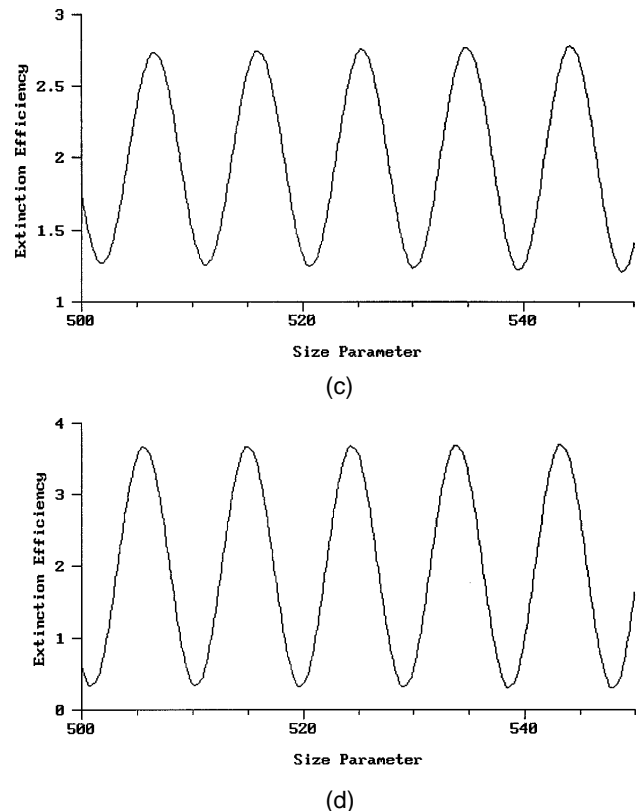 3
2.5
Extinction Efficiency
2
1.5
1
500
520
540
Size Parameter
(c)
4
3
Extinction Efficiency
2
1
0
500
520
540
Size Parameter
(d)